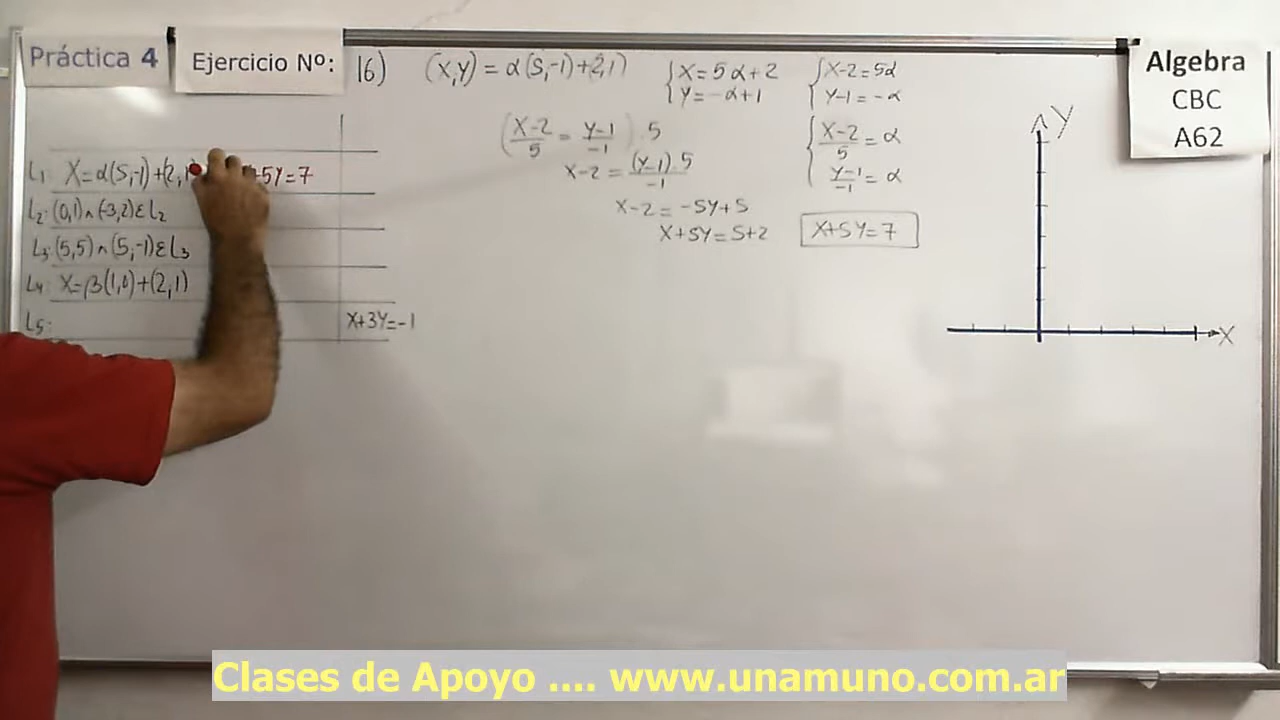 Práctica 4
Ejercicio Nº:
16)
(X,Y) = α(5,-1)+(2,1)
{X=5α+2
Y=-α+1
{X-2=5α
Y-1=-α
(X-2/5 = Y-1/-1).5
X-2 = (Y-1).5/-1
X-2 = -5Y+5
X+5Y=5+2
X+5Y=7
{X-2/5=α
Y-1/-1=α
L1: X=α(5,-1)+(2,1) +5Y=7
L2: (0,1)∧(-3,2)εL2
L3: (5,5)∧(5,-1)εL3
L4: X=β(1,0)+(2,1)
L5: X+3Y=-1
Y
X
Algebra
CBC
A62
Clases de Apoyo .... www.unamuno.com.ar